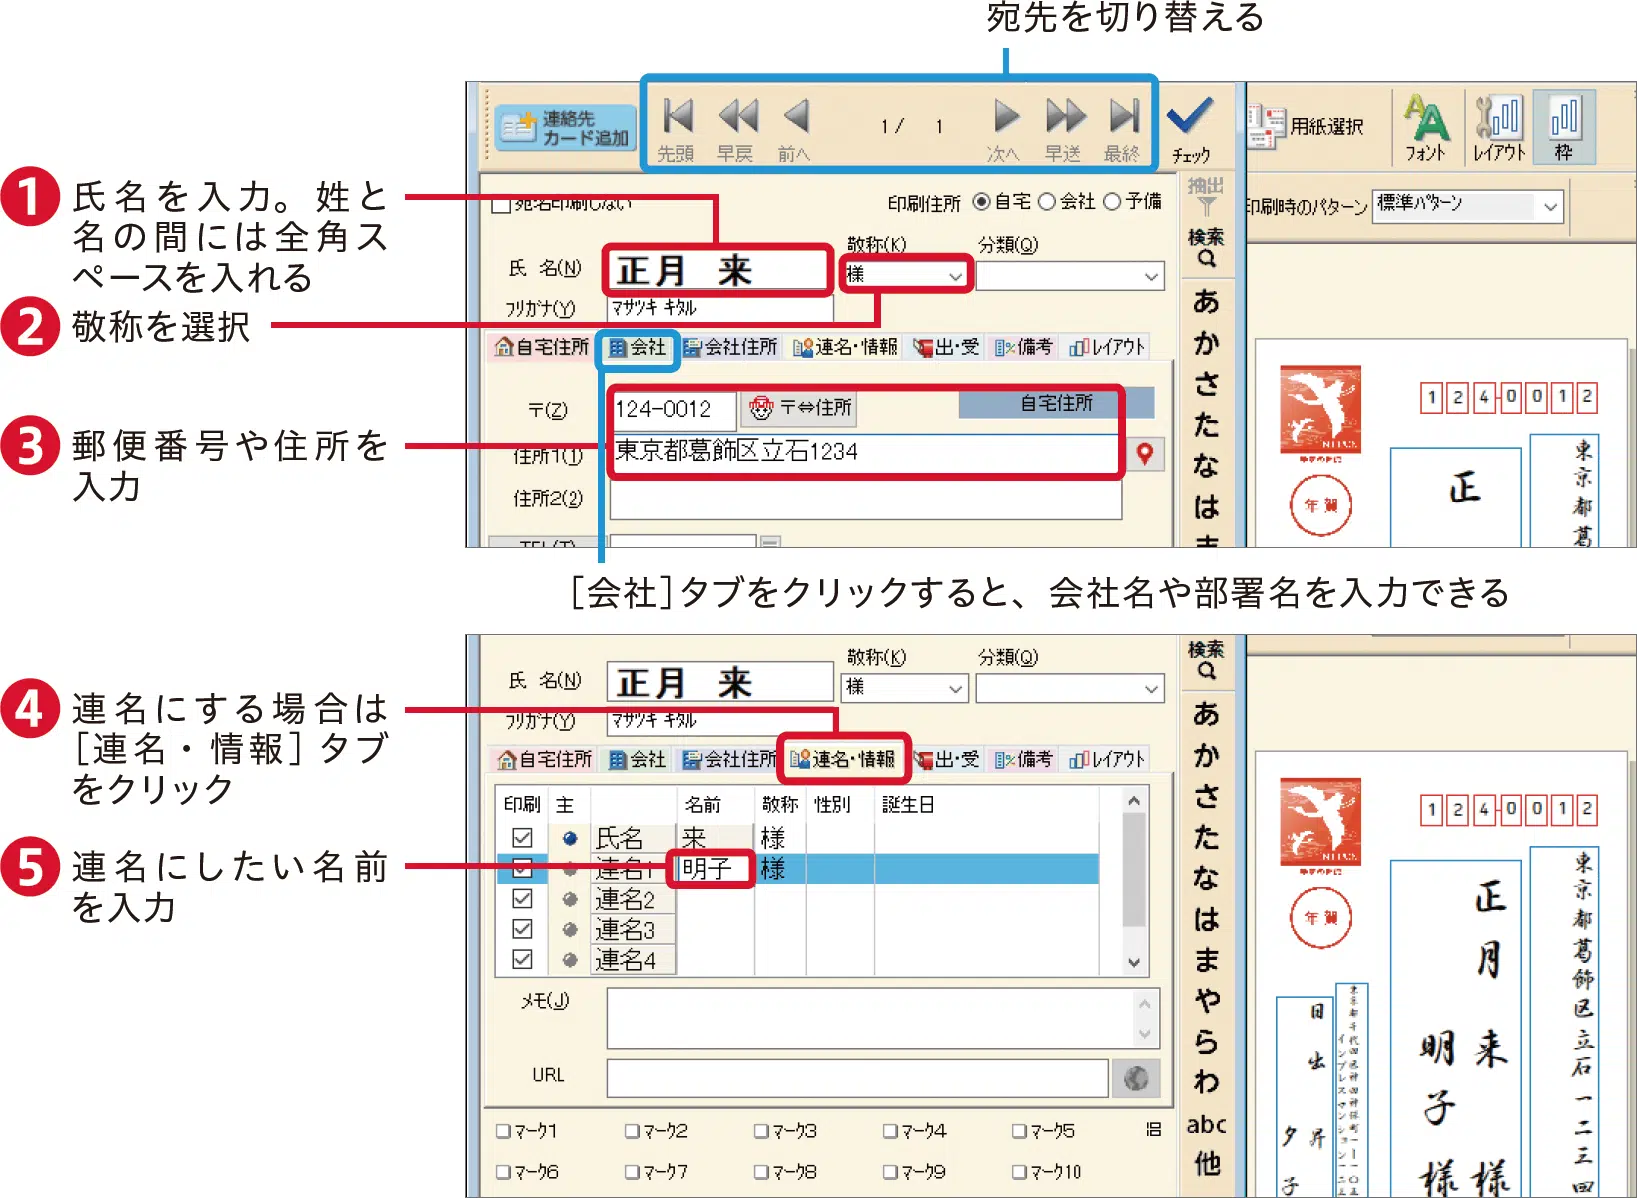 宛先を切り替える
連絡先
カード追加
先頭 早戻 前へ 1/ 1 次へ 早送 最終 チェック
用紙選択 フォント レイアウト 枠
印刷時のパターン 標準パターン
1 氏名を入力。姓と
名の間には全角ス
ペースを入れる
2 敬称を選択
3 郵便番号や住所を
入力
宛名印刷しない 印刷住所 自宅 会社 予備
敬称(K) 分類(Q)
氏 名(N) 正月 来 様
フリガナ(Y) マサツキ キタル
自宅住所 会社 会社住所 連名・情報 出・受 備考 レイアウト
〒(Z) 124-0012 〒⇔住所 自宅住所
住所1(1) 東京都葛飾区立石1234
住所2(2)
TEL(T)
抽出
検索
あ
か
さ
た
な
は
ま
1 2 4-0 0 1 2
年賀
正
東京都葛
[会社]タブをクリックすると、会社名や部署名を入力できる
4 連名にする場合は
[連名・情報]タブ
をクリック
5 連名にしたい名前
を入力
敬称(K) 分類(Q)
氏 名(N) 正月 来 様
フリガナ(Y) マサツキ キタル
自宅住所 会社 会社住所 連名・情報 出・受 備考 レイアウト
印刷 主 名前 敬称 性別 誕生日
氏名 来 様
連名1 明子 様
連名2
連名3
連名4
メモ(J)
URL
マーク1 マーク2 マーク3 マーク4 マーク5
マーク6 マーク7 マーク8 マーク9 マーク10
検索
あ
か
さ
た
な
は
ま
や
ら
わ
abc
他
1 2 4-0 0 1 2
年賀
東京都葛飾区立石一二三四
正月 来 様
明子 様
日出 昇
夕子